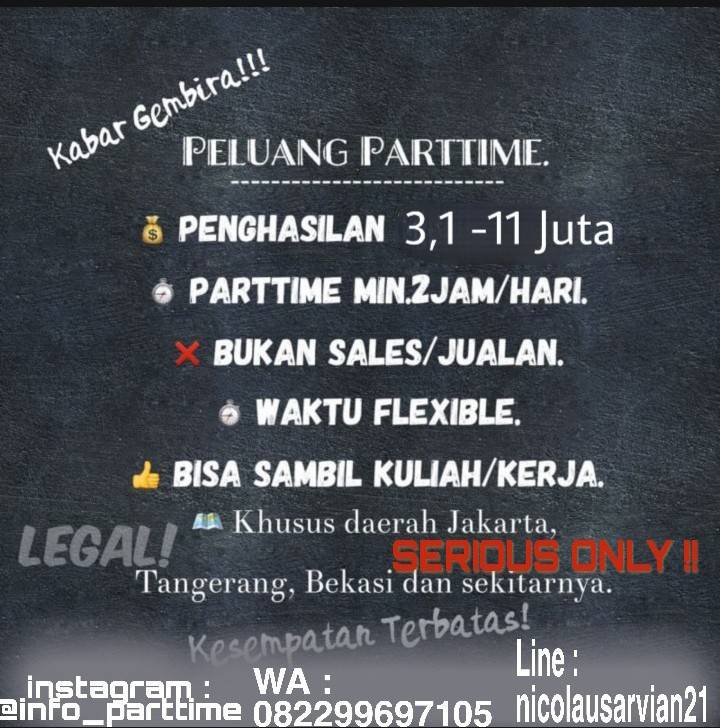 Kabar Gembira!!!
PELUANG PARTTIME.
PENGHASILAN 3,1 -11 Juta
PARTTIME MIN.2JAM/HARI.
BUKAN SALES/JUALAN.
WAKTU FLEXIBLE.
BISA SAMBIL KULIAH/KERJA.
Khusus daerah Jakarta,
LEGAL!
SERIOUS ONLY !!
Tangerang, Bekasi dan sekitarnya.
Kesempatan Terbatas!
instagram :
@info_parttime
WA :
082299697105
Line :
nicolausarvian21